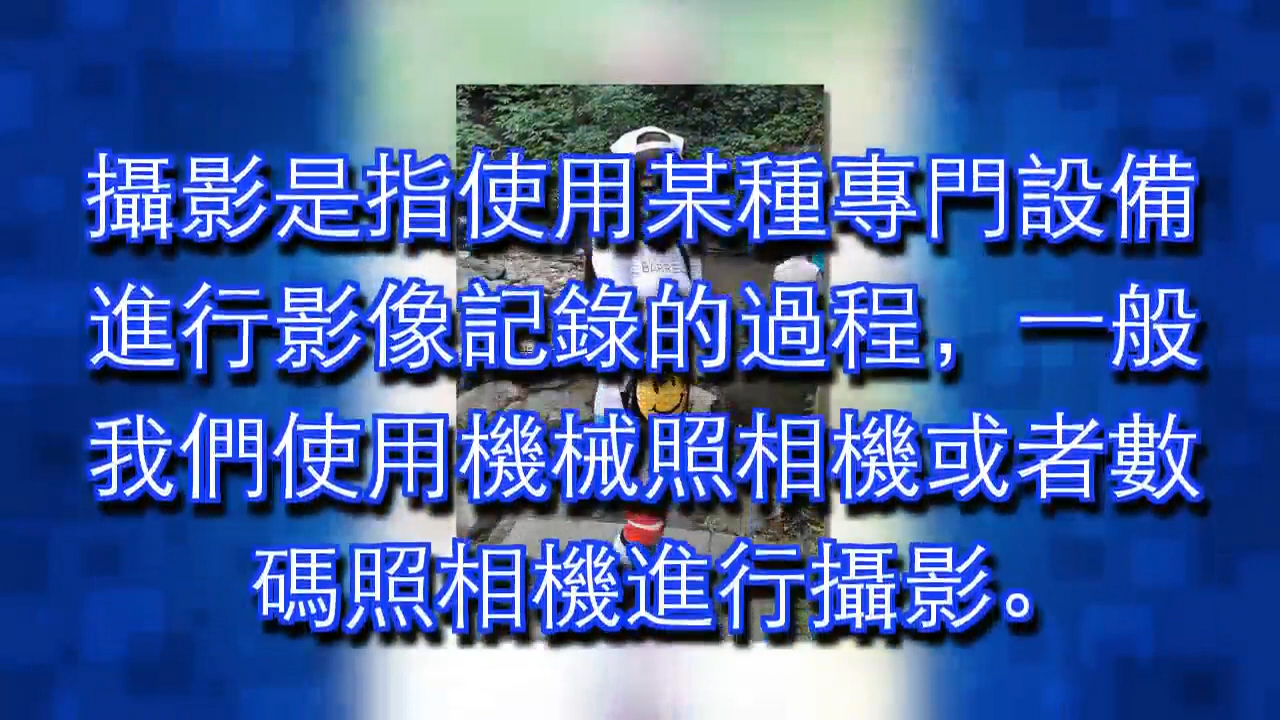 攝影是指使用某種專門設備
進行影像記錄的過程，一般
我們使用機械照相機或者數
碼照相機進行攝影。
BARRE